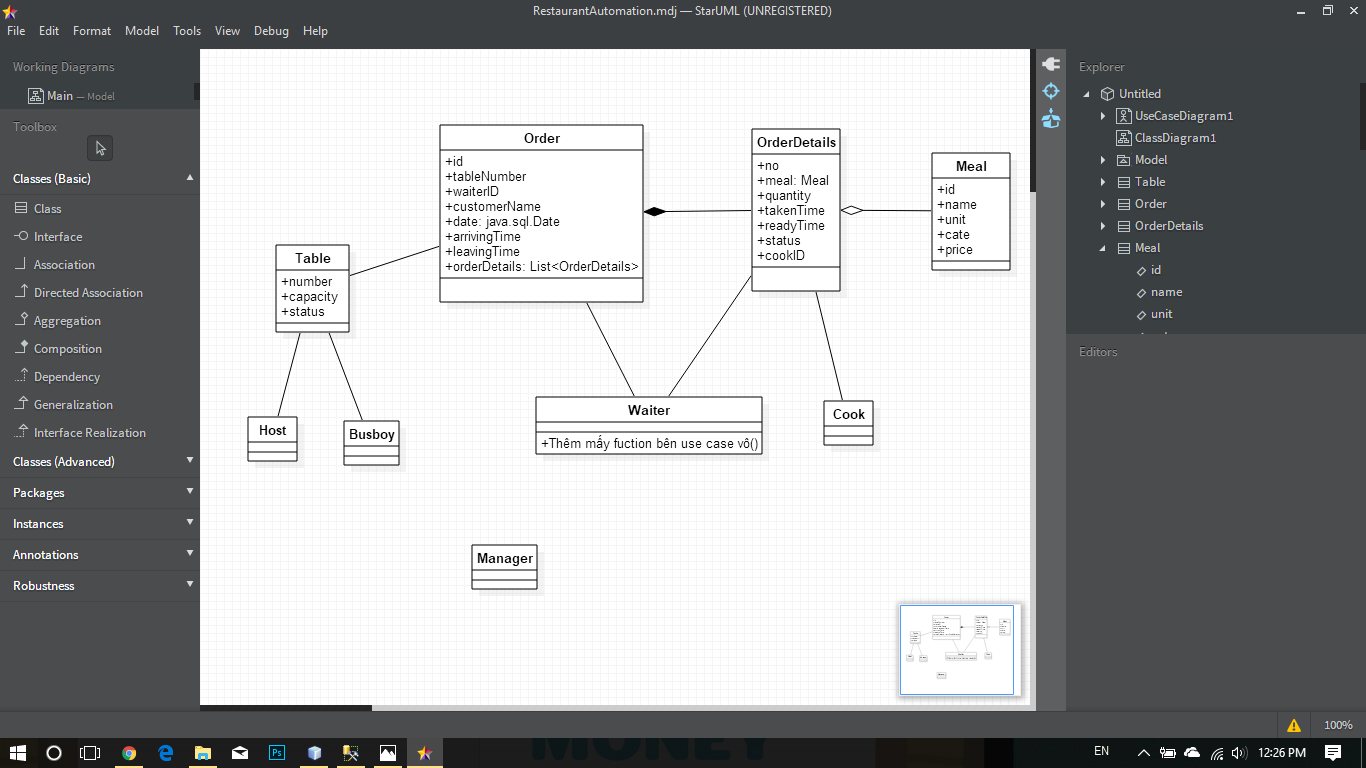 RestaurantAutomation.mdj — StarUML (UNREGISTERED)
File Edit Format Model Tools View Debug Help
Working Diagrams
Main — Model
Toolbox
Classes (Basic)
Class
Interface
Association
Directed Association
Aggregation
Composition
Dependency
Generalization
Interface Realization
Classes (Advanced)
Packages
Instances
Annotations
Robustness
Order
+id
+tableNumber
+waiterID
+customerName
+date: java.sql.Date
+arrivingTime
+leavingTime
+orderDetails: List<OrderDetails>
OrderDetails
+no
+meal: Meal
+quantity
+takenTime
+readyTime
+status
+cookID
Meal
+id
+name
+unit
+cate
+price
Table
+number
+capacity
+status
Host
Busboy
Waiter
+Thêm mấy fuction bên use case vô()
Cook
Manager
Explorer
Untitled
UseCaseDiagram1
ClassDiagram1
Model
Table
Order
OrderDetails
Meal
id
name
unit
Editors
100%
MONEY
Ps
EN
12:26 PM